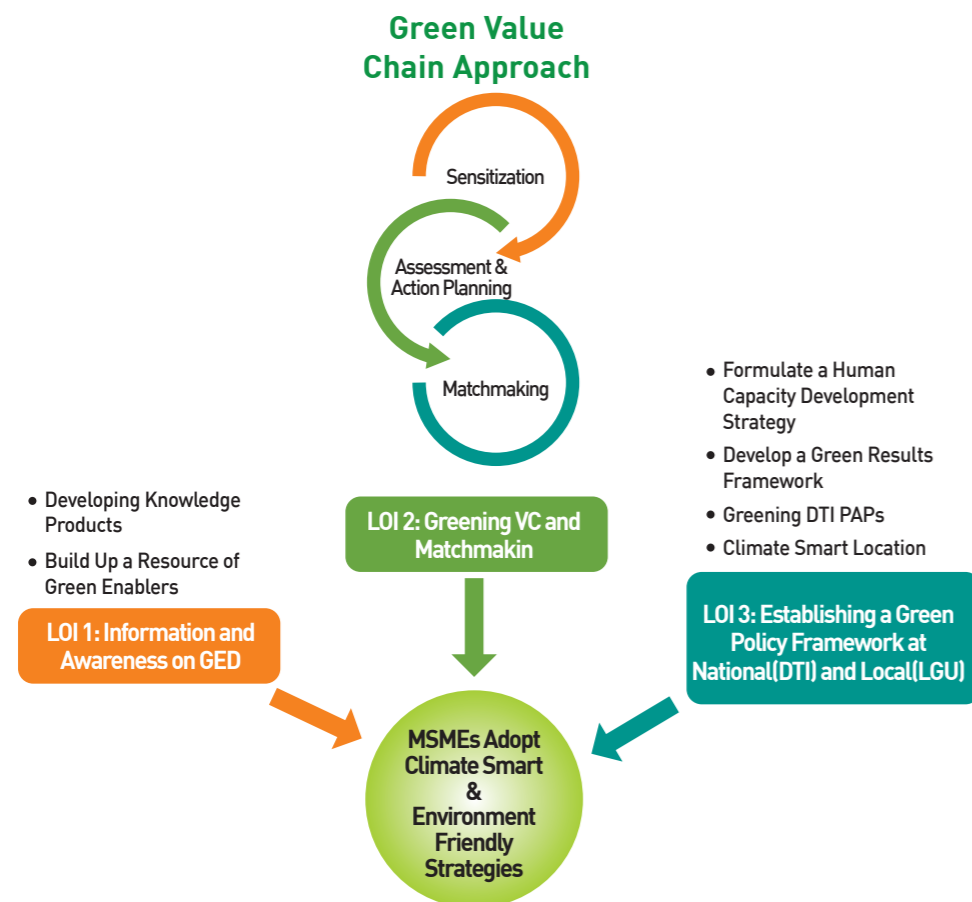 Green Value
Chain Approach
Sensitization
Assessment &
Action Planning
Matchmaking
• Developing Knowledge
Products
• Build Up a Resource of
Green Enablers
LOI 1: Information and
Awareness on GED
LOI 2: Greening VC and
Matchmakin
• Formulate a Human
Capacity Development
Strategy
• Develop a Green Results
Framework
• Greening DTI PAPs
• Climate Smart Location
LOI 3: Establishing a Green
Policy Framework at
National(DTI) and Local(LGU)
MSMEs Adopt
Climate Smart
&
Environment
Friendly
Strategies